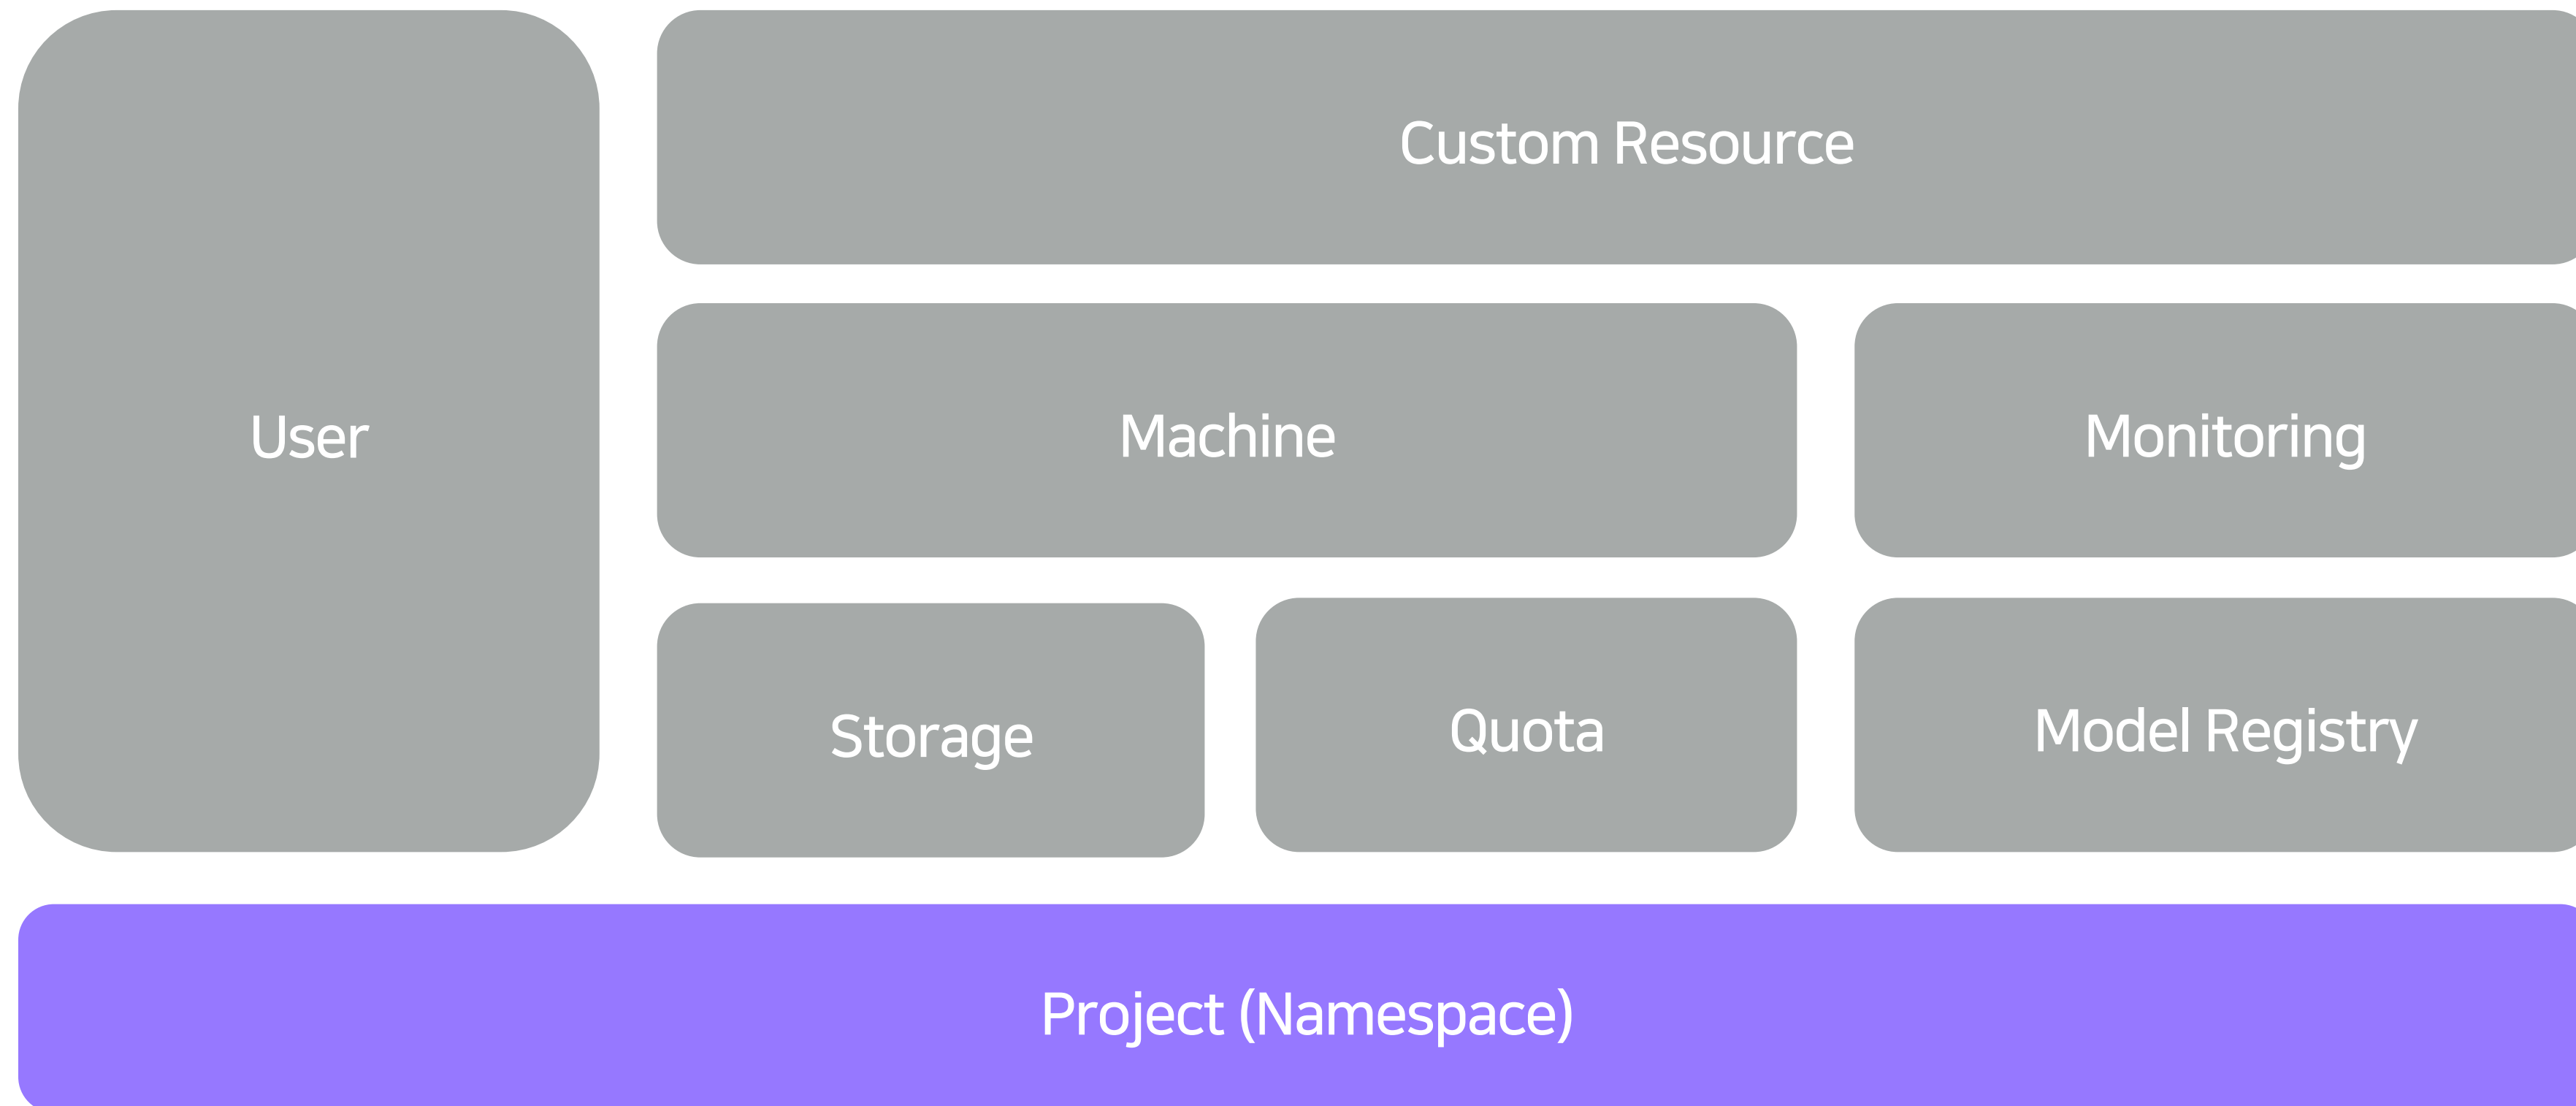 Custom Resource
User
Machine
Monitoring
Storage
Quota
Model Registry
Project (Namespace)